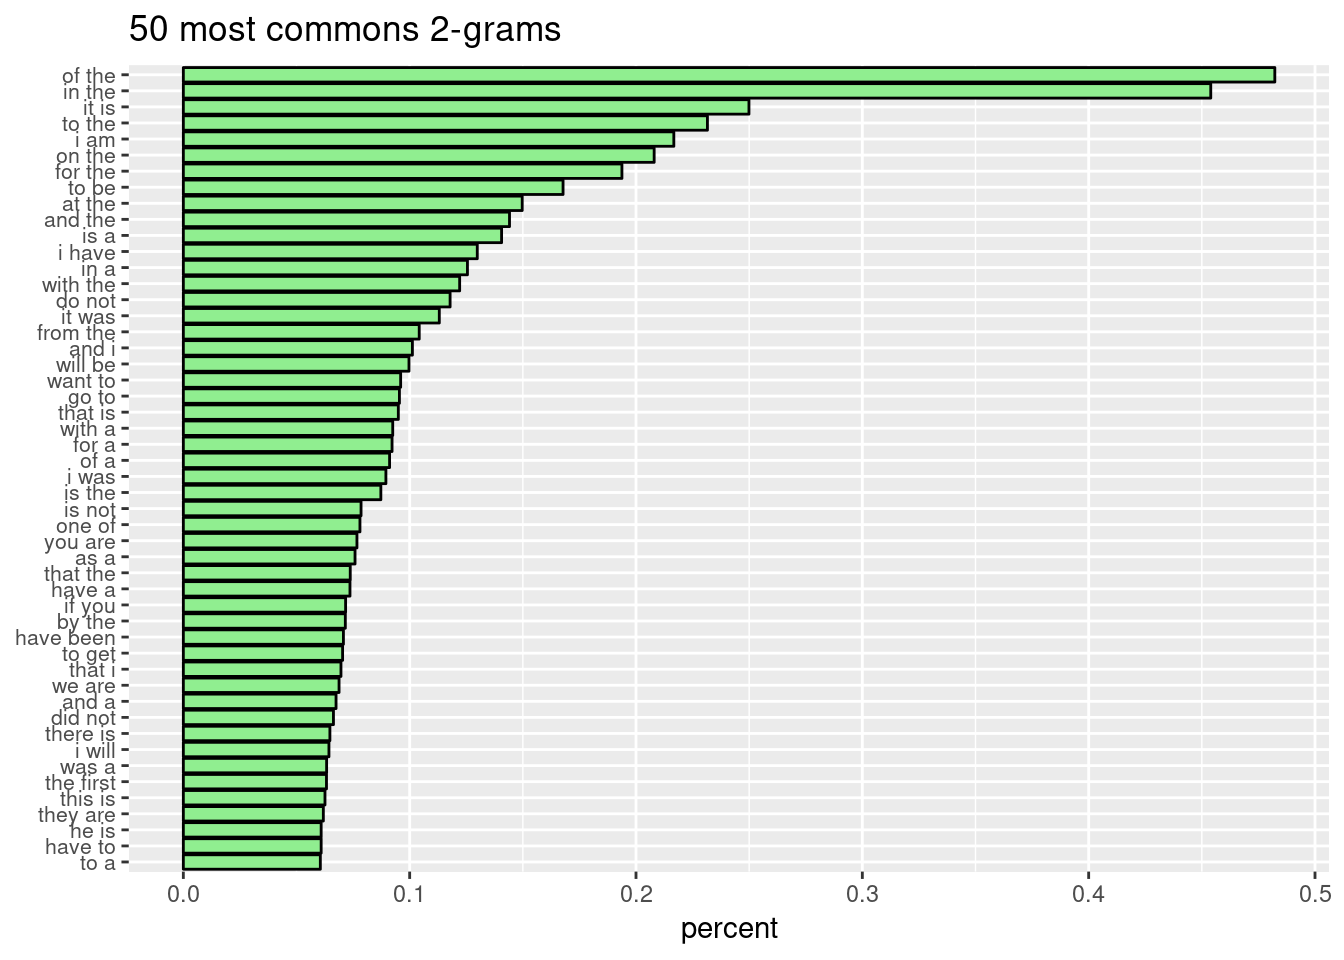 50 most commons 2-grams
of the
in the
it is
to the
i am
on the
for the
to be
at the
and the
is a
i have
in a
with the
do not
it was
from the
and i
will be
want to
go to
that is
with a
for a
of a
i was
is the
is not
one of
you are
as a
that the
have a
if you
by the
have been
to get
that i
we are
and a
did not
there is
i will
was a
the first
this is
they are
he is
have to
to a
0.0 0.1 0.2 0.3 0.4 0.5
percent